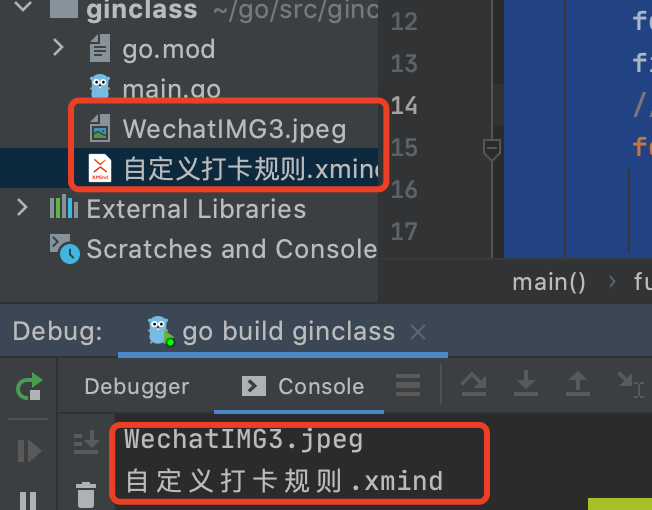 ginclass ~/go/src/ginc
go.mod
main.go
WechatIMG3.jpeg
自定义打卡规则.xmind
External Libraries
Scratches and Console
12
13
14
15
16
17
fo
fi
//
fo
main() › fu
Debug: go build ginclass
Debugger Console
WechatIMG3.jpeg
自定义打卡规则.xmind